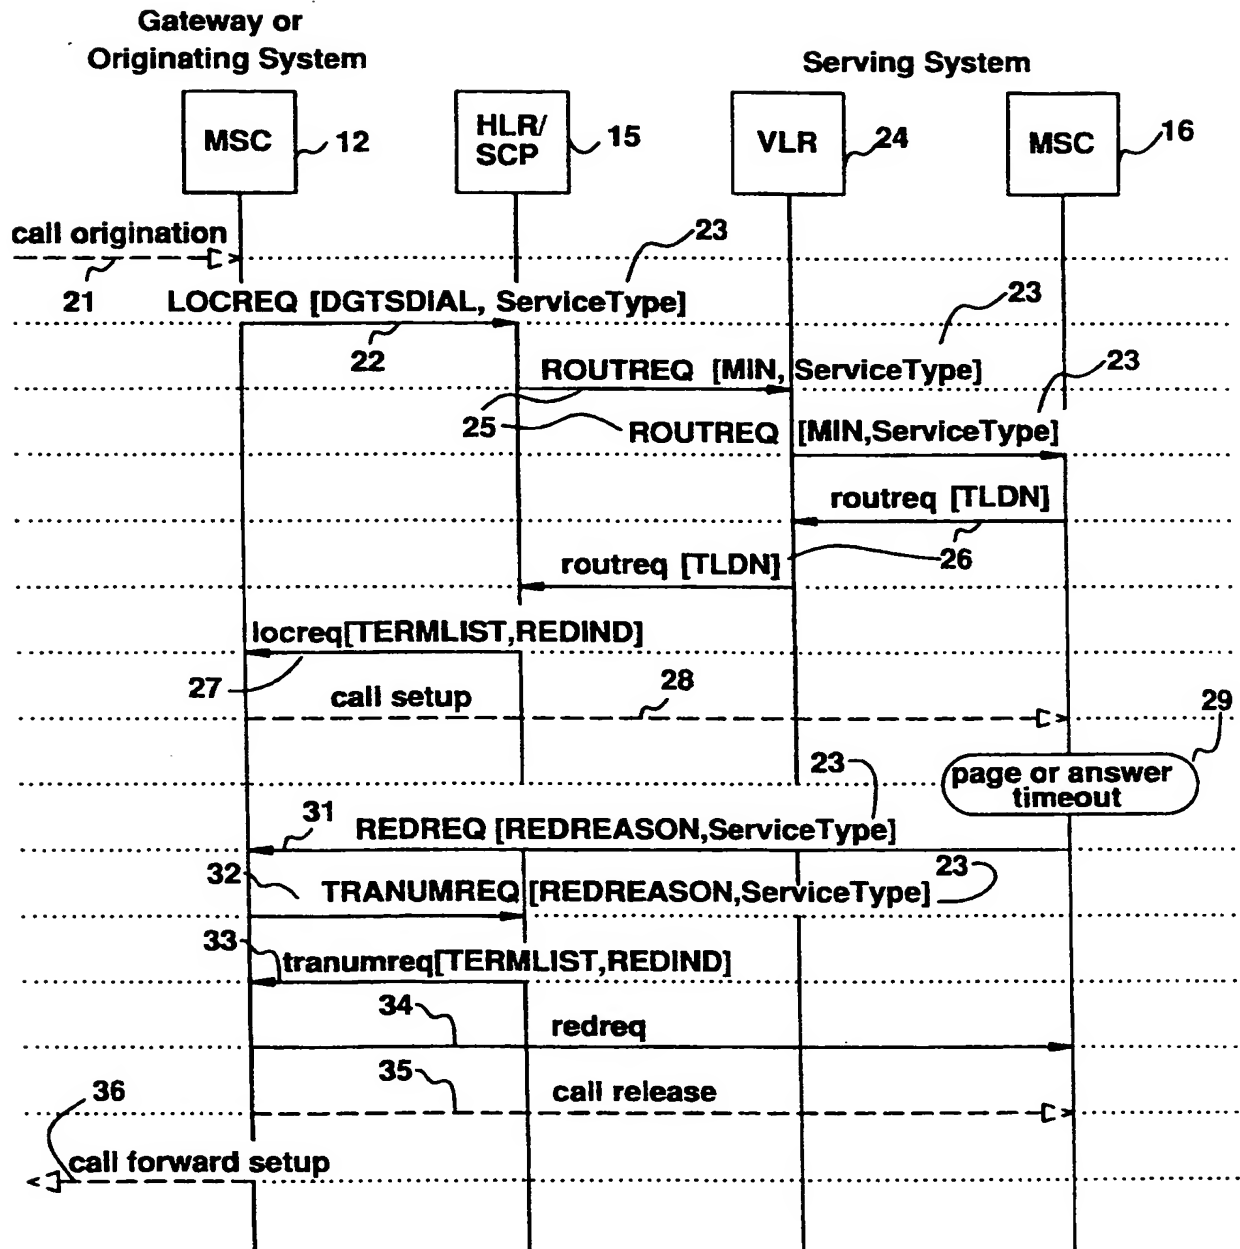 Gateway or
Originating System
Serving System
MSC
12
HLR/
SCP
15
VLR
24
MSC
16
call origination
21
23
LOCREQ [DGTSDIAL, ServiceType]
22
23
ROUTREQ [MIN, ServiceType]
23
25
ROUTREQ [MIN,ServiceType]
routreq [TLDN]
26
routreq [TLDN]
locreq[TERMLIST,REDIND]
27
call setup
28
29
page or answer
timeout
23
31
REDREQ [REDREASON,ServiceType]
32
TRANUMREQ [REDREASON,ServiceType]
23
33
tranumreq[TERMLIST,REDIND]
34
redreq
35
call release
36
call forward setup